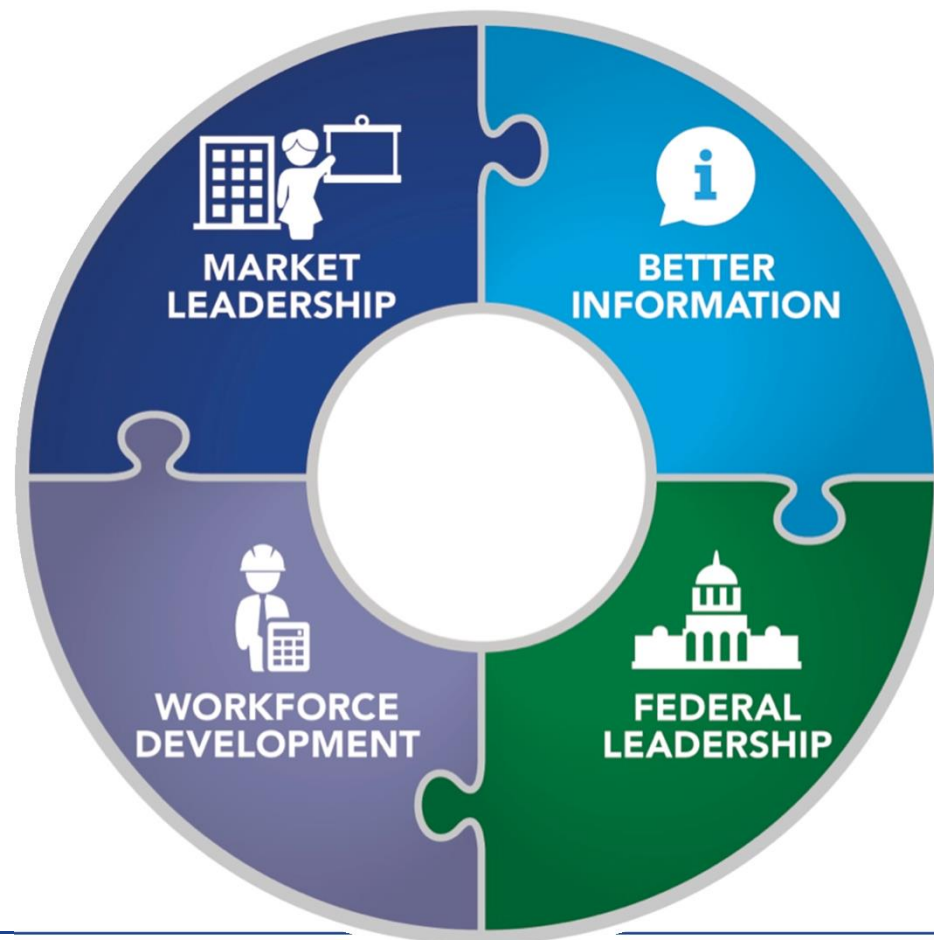 MARKET
LEADERSHIP
i
BETTER
INFORMATION
WORKFORCE
DEVELOPMENT
FEDERAL
LEADERSHIP